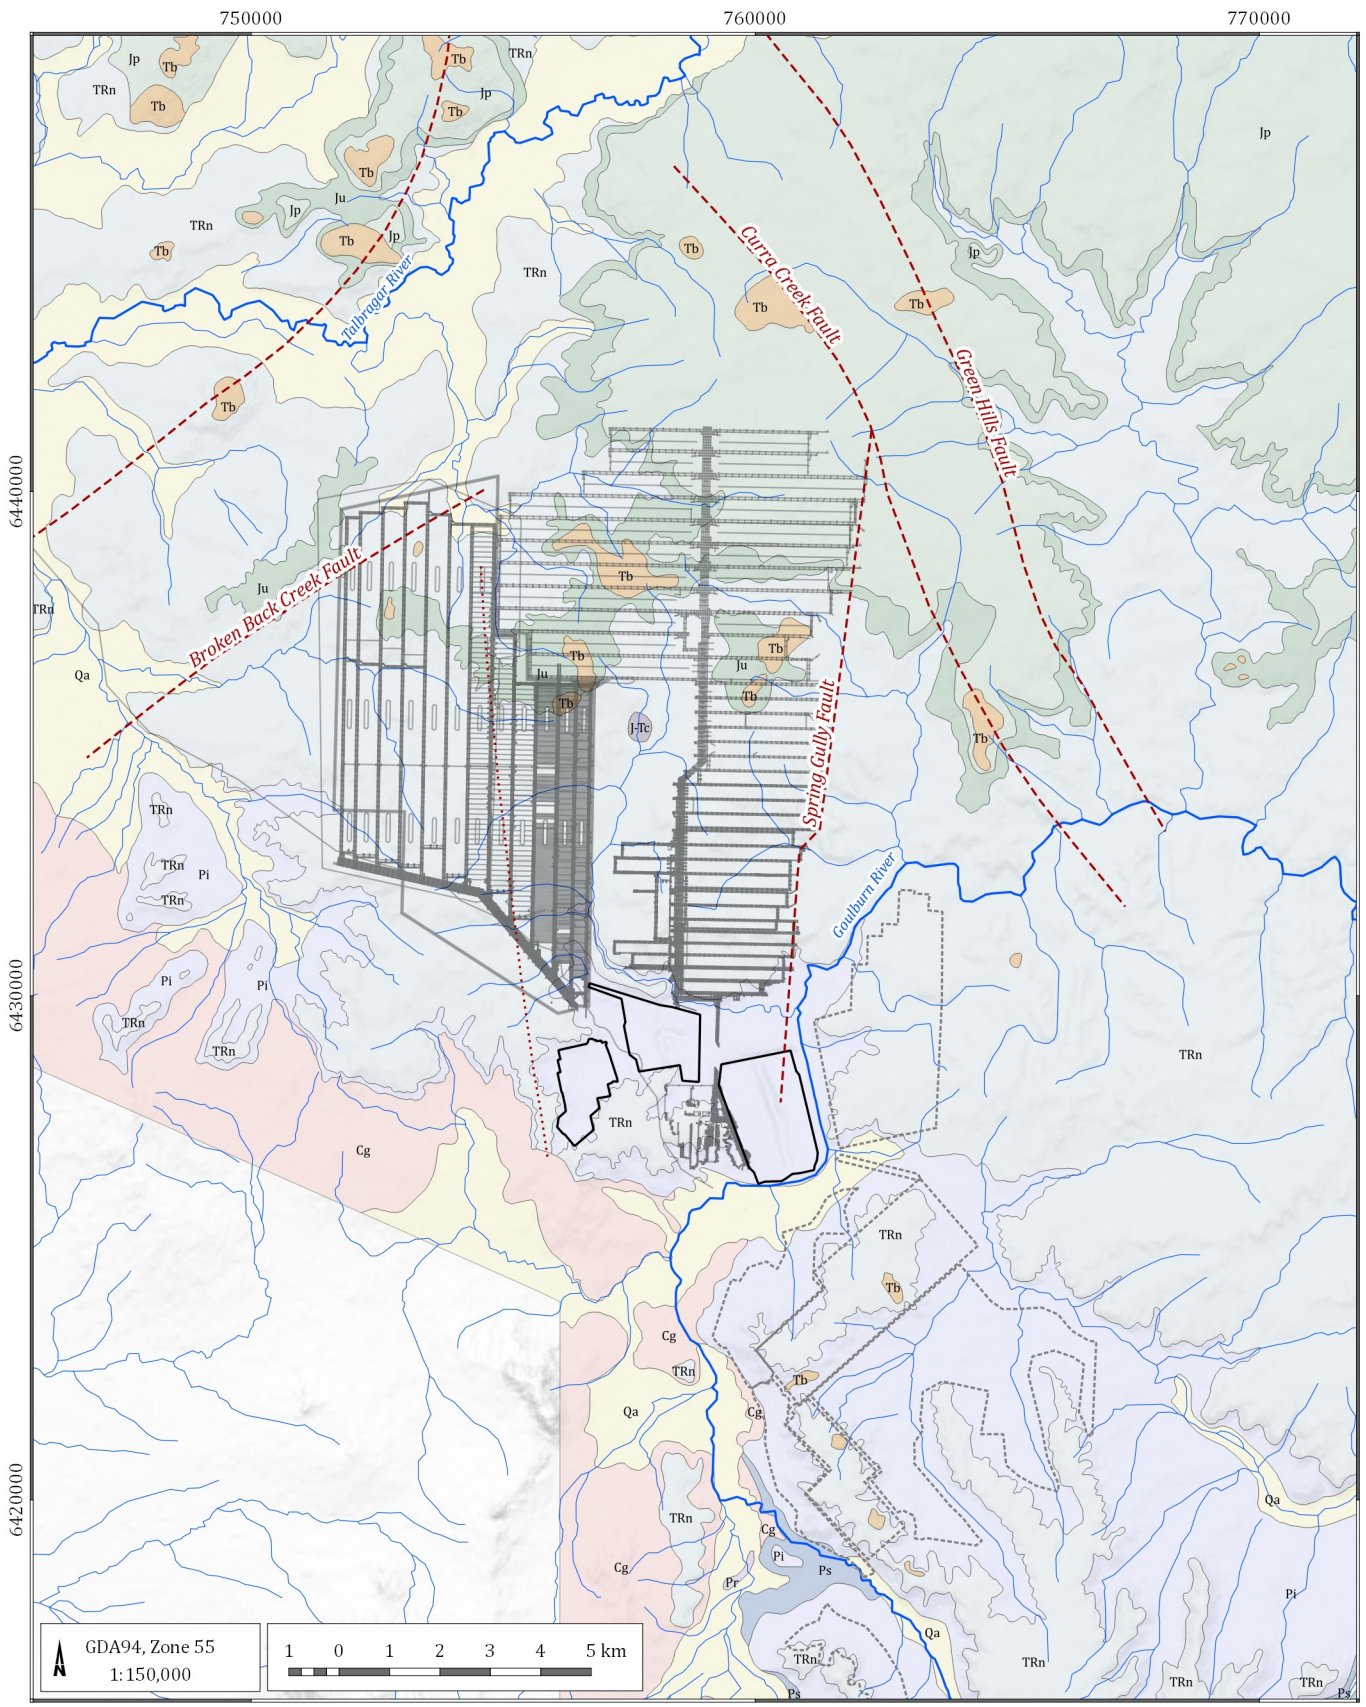 750000 760000 770000
Jp Tb Tb TRn
TRn Jp
Tb Tb
Jp
Tb
Ju
Jp
TRn
Tb Jp
Tb Tb
Curra Creek Fault
Jp
TRn
Talbragar River
Tb Tb
Green Hills Fault
Tb
6440000
Tb
Ju
Broken Back Creek Fault
TRn
Tb
Tb
Ju Ju
Qa
Tb Tb
Spring Gully Fault
J-Tc
Tb
TRn
TRn
Pi
TRn
Goulburn River
Pi Pi
6430000
TRn
TRn
TRn
TRn
Cg
TRn
Tb
Cg
TRn
Tb
Qa Cg
6420000
Qa
TRn
Cg
Pi
Cg Ps
Pr
Pi
Qa
TRn
TRn
TRn TRn
Ps Ps
GDA94, Zone 55
1:150,000
1 0 1 2 3 4 5 km